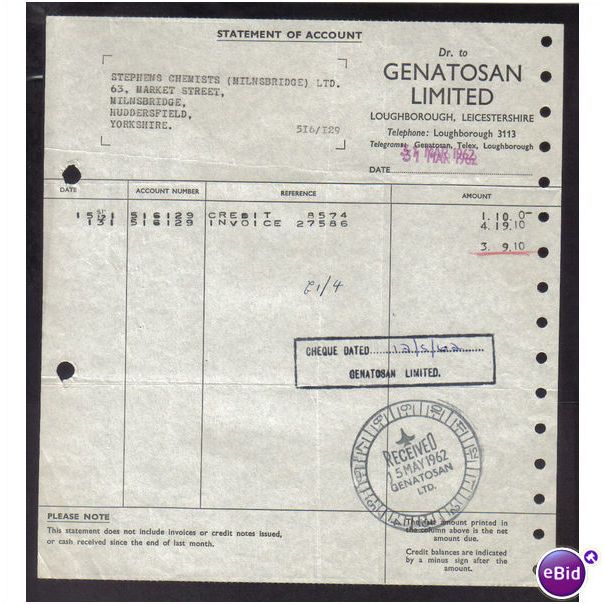 STATEMENT OF ACCOUNT
Dr. to
GENATOSAN
LIMITED
LOUGHBOROUGH, LEICESTERSHIRE
Telephone: Loughborough 3113
Telegrams: Genatosan, Telex, Loughborough
31 MAR 1962
DATE
STEPHENS CHEMISTS (MILNSBRIDGE) LTD.
63, MARKET STREET,
MILNSBRIDGE,
HUDDERSFIELD,
YORKSHIRE.
516/129
DATE ACCOUNT NUMBER REFERENCE AMOUNT
516129 CREDIT 8574 1.10.0-
131 516129 INVOICE 27586 4.19.10
3. 9.10
CHEQUE DATED
GENATOSAN LIMITED.
RECEIVED
15 MAY 1962
GENATOSAN
LTD.
PLEASE NOTE
This statement does not include invoices or credit notes issued,
or cash received since the end of last month.
The last amount printed in
the column above is the net
amount due.
Credit balances are indicated
by a minus sign after the
amount.
eBid